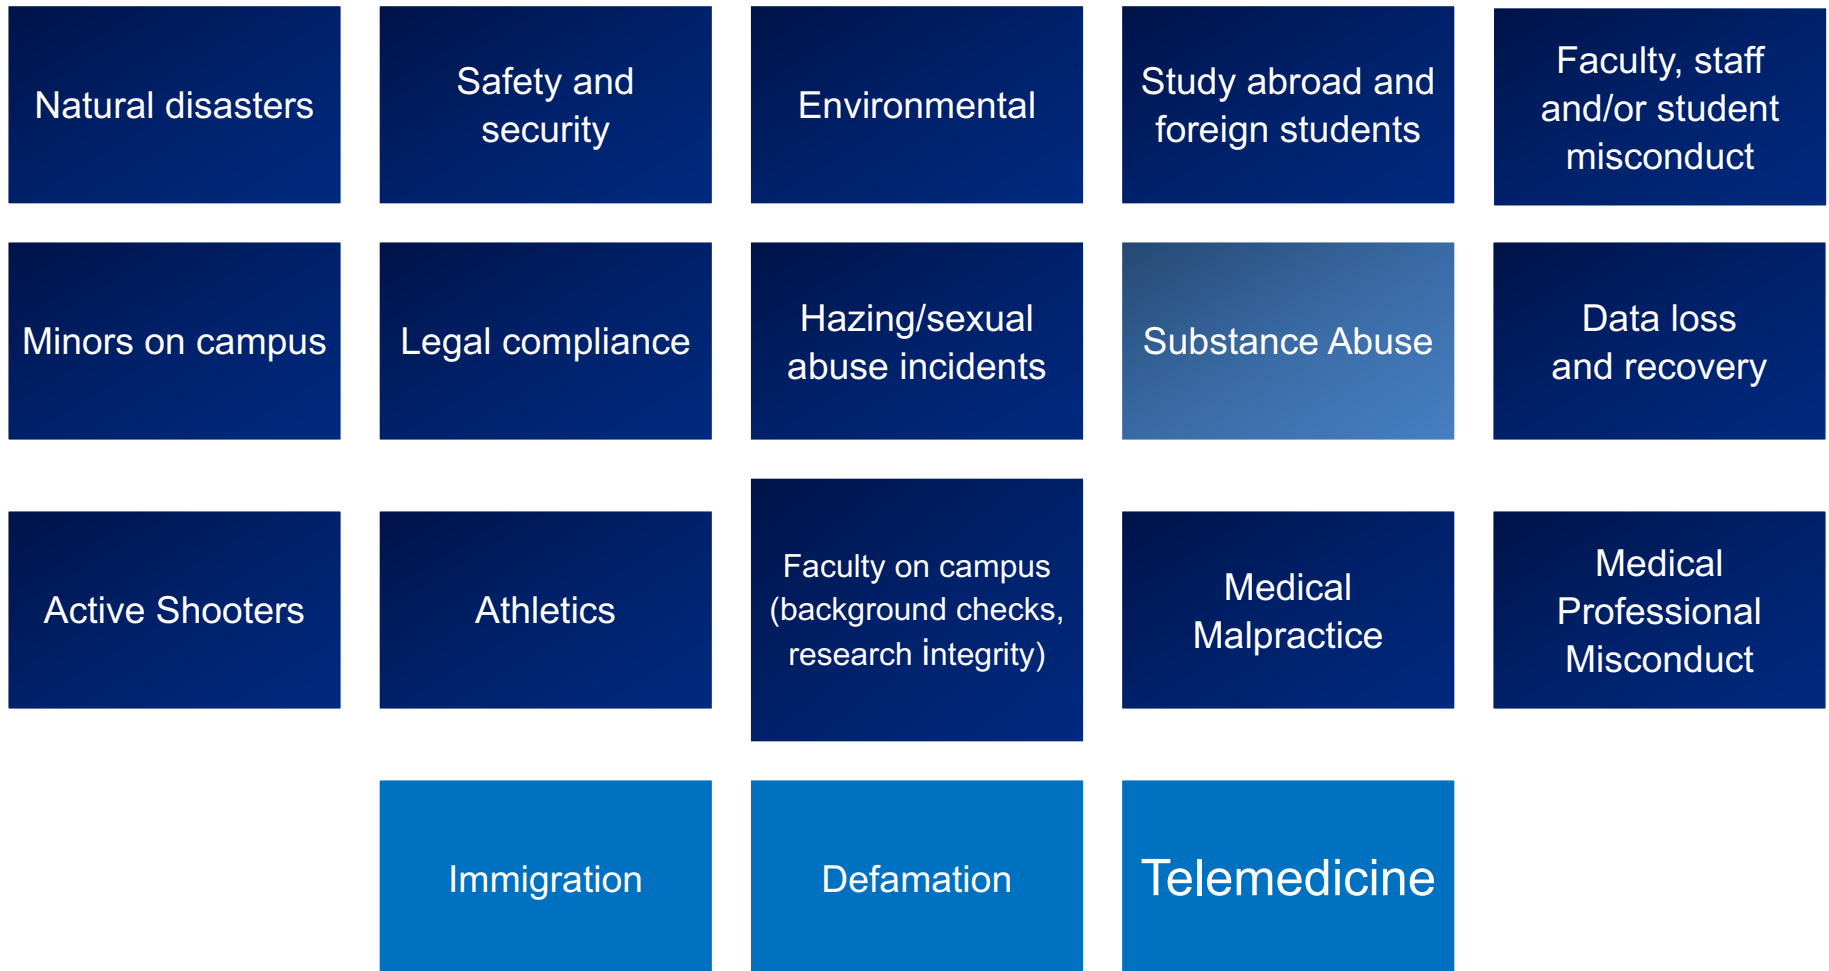 Natural disasters
Safety and
security
Environmental
Study abroad and
foreign students
Faculty, staff
and/or student
misconduct
Minors on campus
Legal compliance
Hazing/sexual
abuse incidents
Substance Abuse
Data loss
and recovery
Active Shooters
Athletics
Faculty on campus
(background checks,
research integrity)
Medical
Malpractice
Medical
Professional
Misconduct
Immigration
Defamation
Telemedicine